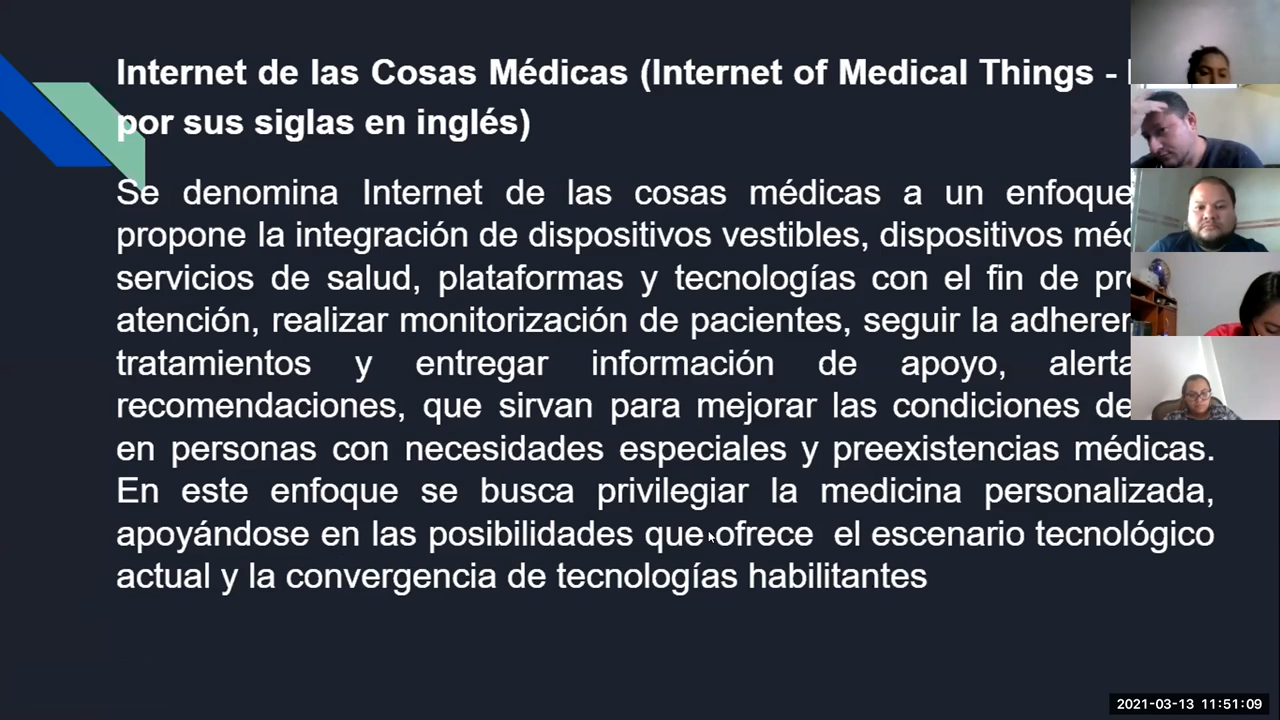 Internet de las Cosas Médicas (Internet of Medical Things -
por sus siglas en inglés)
Se denomina Internet de las cosas médicas a un enfoque
propone la integración de dispositivos vestibles, dispositivos
servicios de salud, plataformas y tecnologías con el fin de
atención, realizar monitorización de pacientes, seguir la
tratamientos y entregar información de apoyo,
recomendaciones, que sirvan para mejorar las condiciones de
en personas con necesidades especiales y preexistencias médicas.
En este enfoque se busca privilegiar la medicina personalizada,
apoyándose en las posibilidades que ofrece el escenario tecnológico
actual y la convergencia de tecnologías habilitantes
2021-03-13 11:51:09